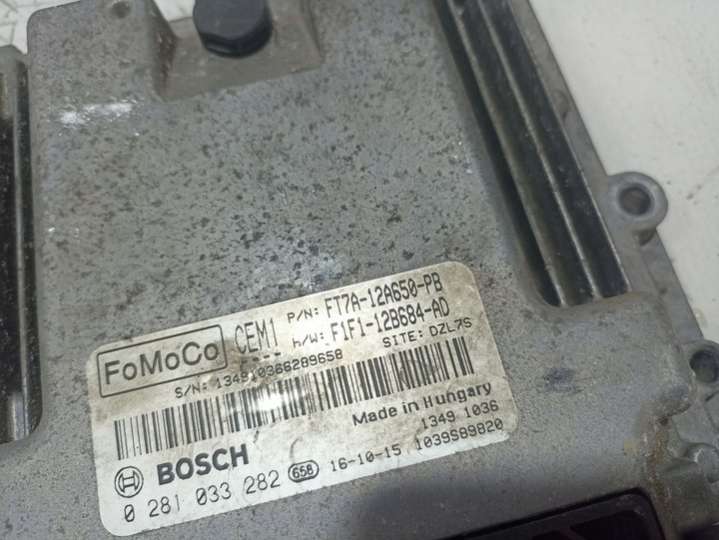 FoMoCo CEM1 P/N: FT7A-12A650-PB
H/W: F1F1-12B684-AD
S/N: 134910366289658 SITE: DZL7S
Made in Hungary
1349 1036
BOSCH
0 281 033 282 658 16-10-15 1039S89820